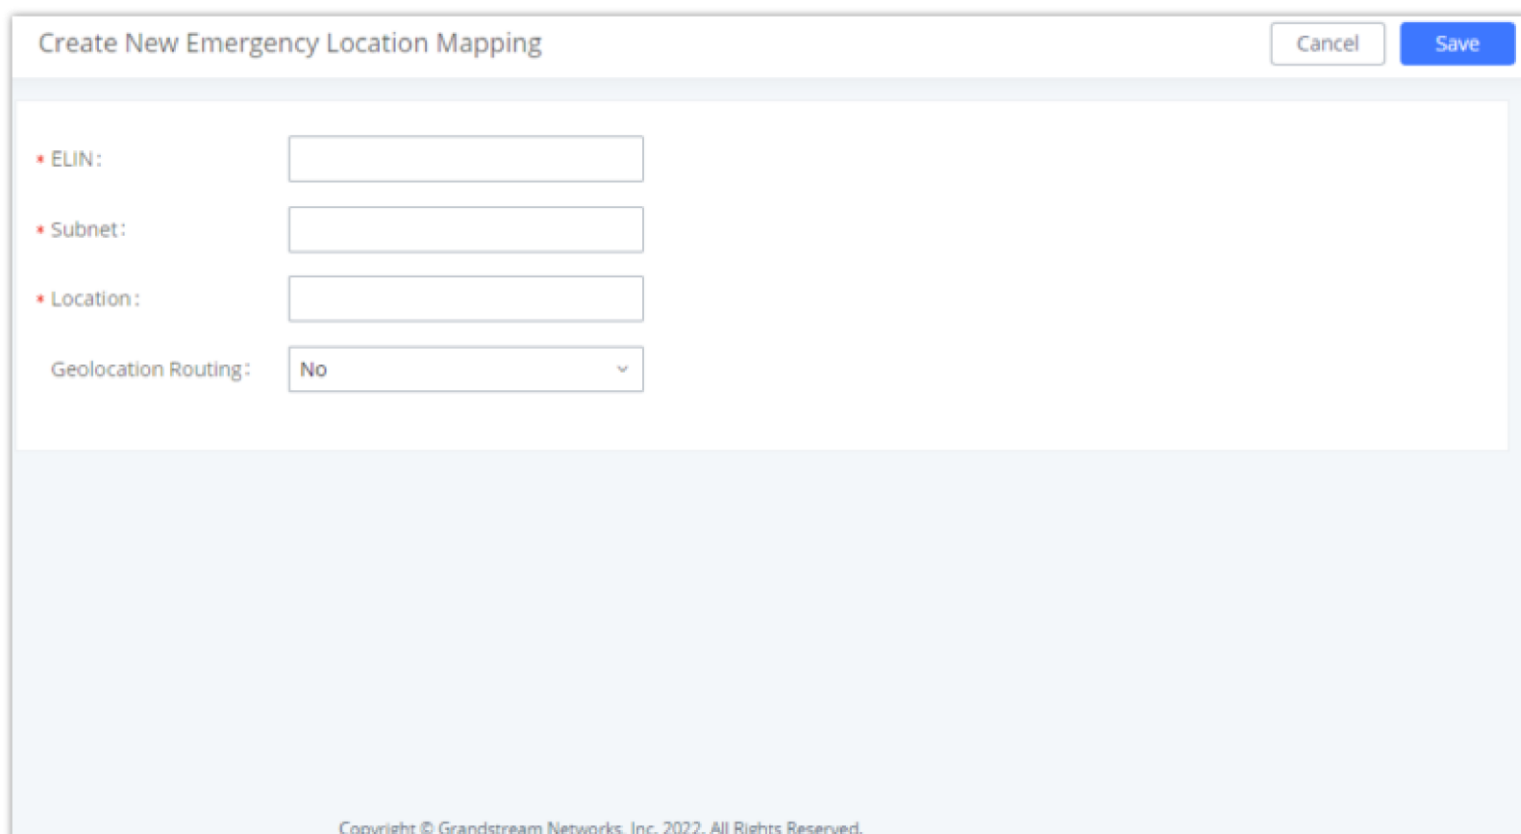 Create New Emergency Location Mapping
Cancel
Save
* ELIN:
* Subnet:
* Location:
Geolocation Routing:
No
Copyright © Grandstream Networks, Inc. 2022. All Rights Reserved.